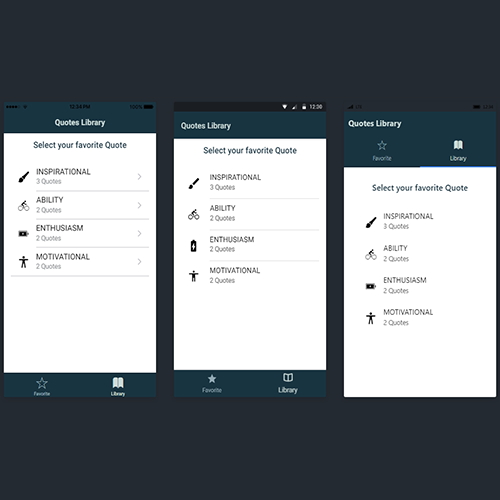 12:34 PM
100%
Quotes Library
Select your favorite Quote
INSPIRATIONAL
3 Quotes
ABILITY
2 Quotes
ENTHUSIASM
2 Quotes
MOTIVATIONAL
2 Quotes
Favorite
Library
12:30
Quotes Library
Select your favorite Quote
INSPIRATIONAL
3 Quotes
ABILITY
2 Quotes
ENTHUSIASM
2 Quotes
MOTIVATIONAL
2 Quotes
Favorite
Library
Quotes Library
Favorite
Library
Select your favorite Quote
INSPIRATIONAL
3 Quotes
ABILITY
2 Quotes
ENTHUSIASM
2 Quotes
MOTIVATIONAL
2 Quotes